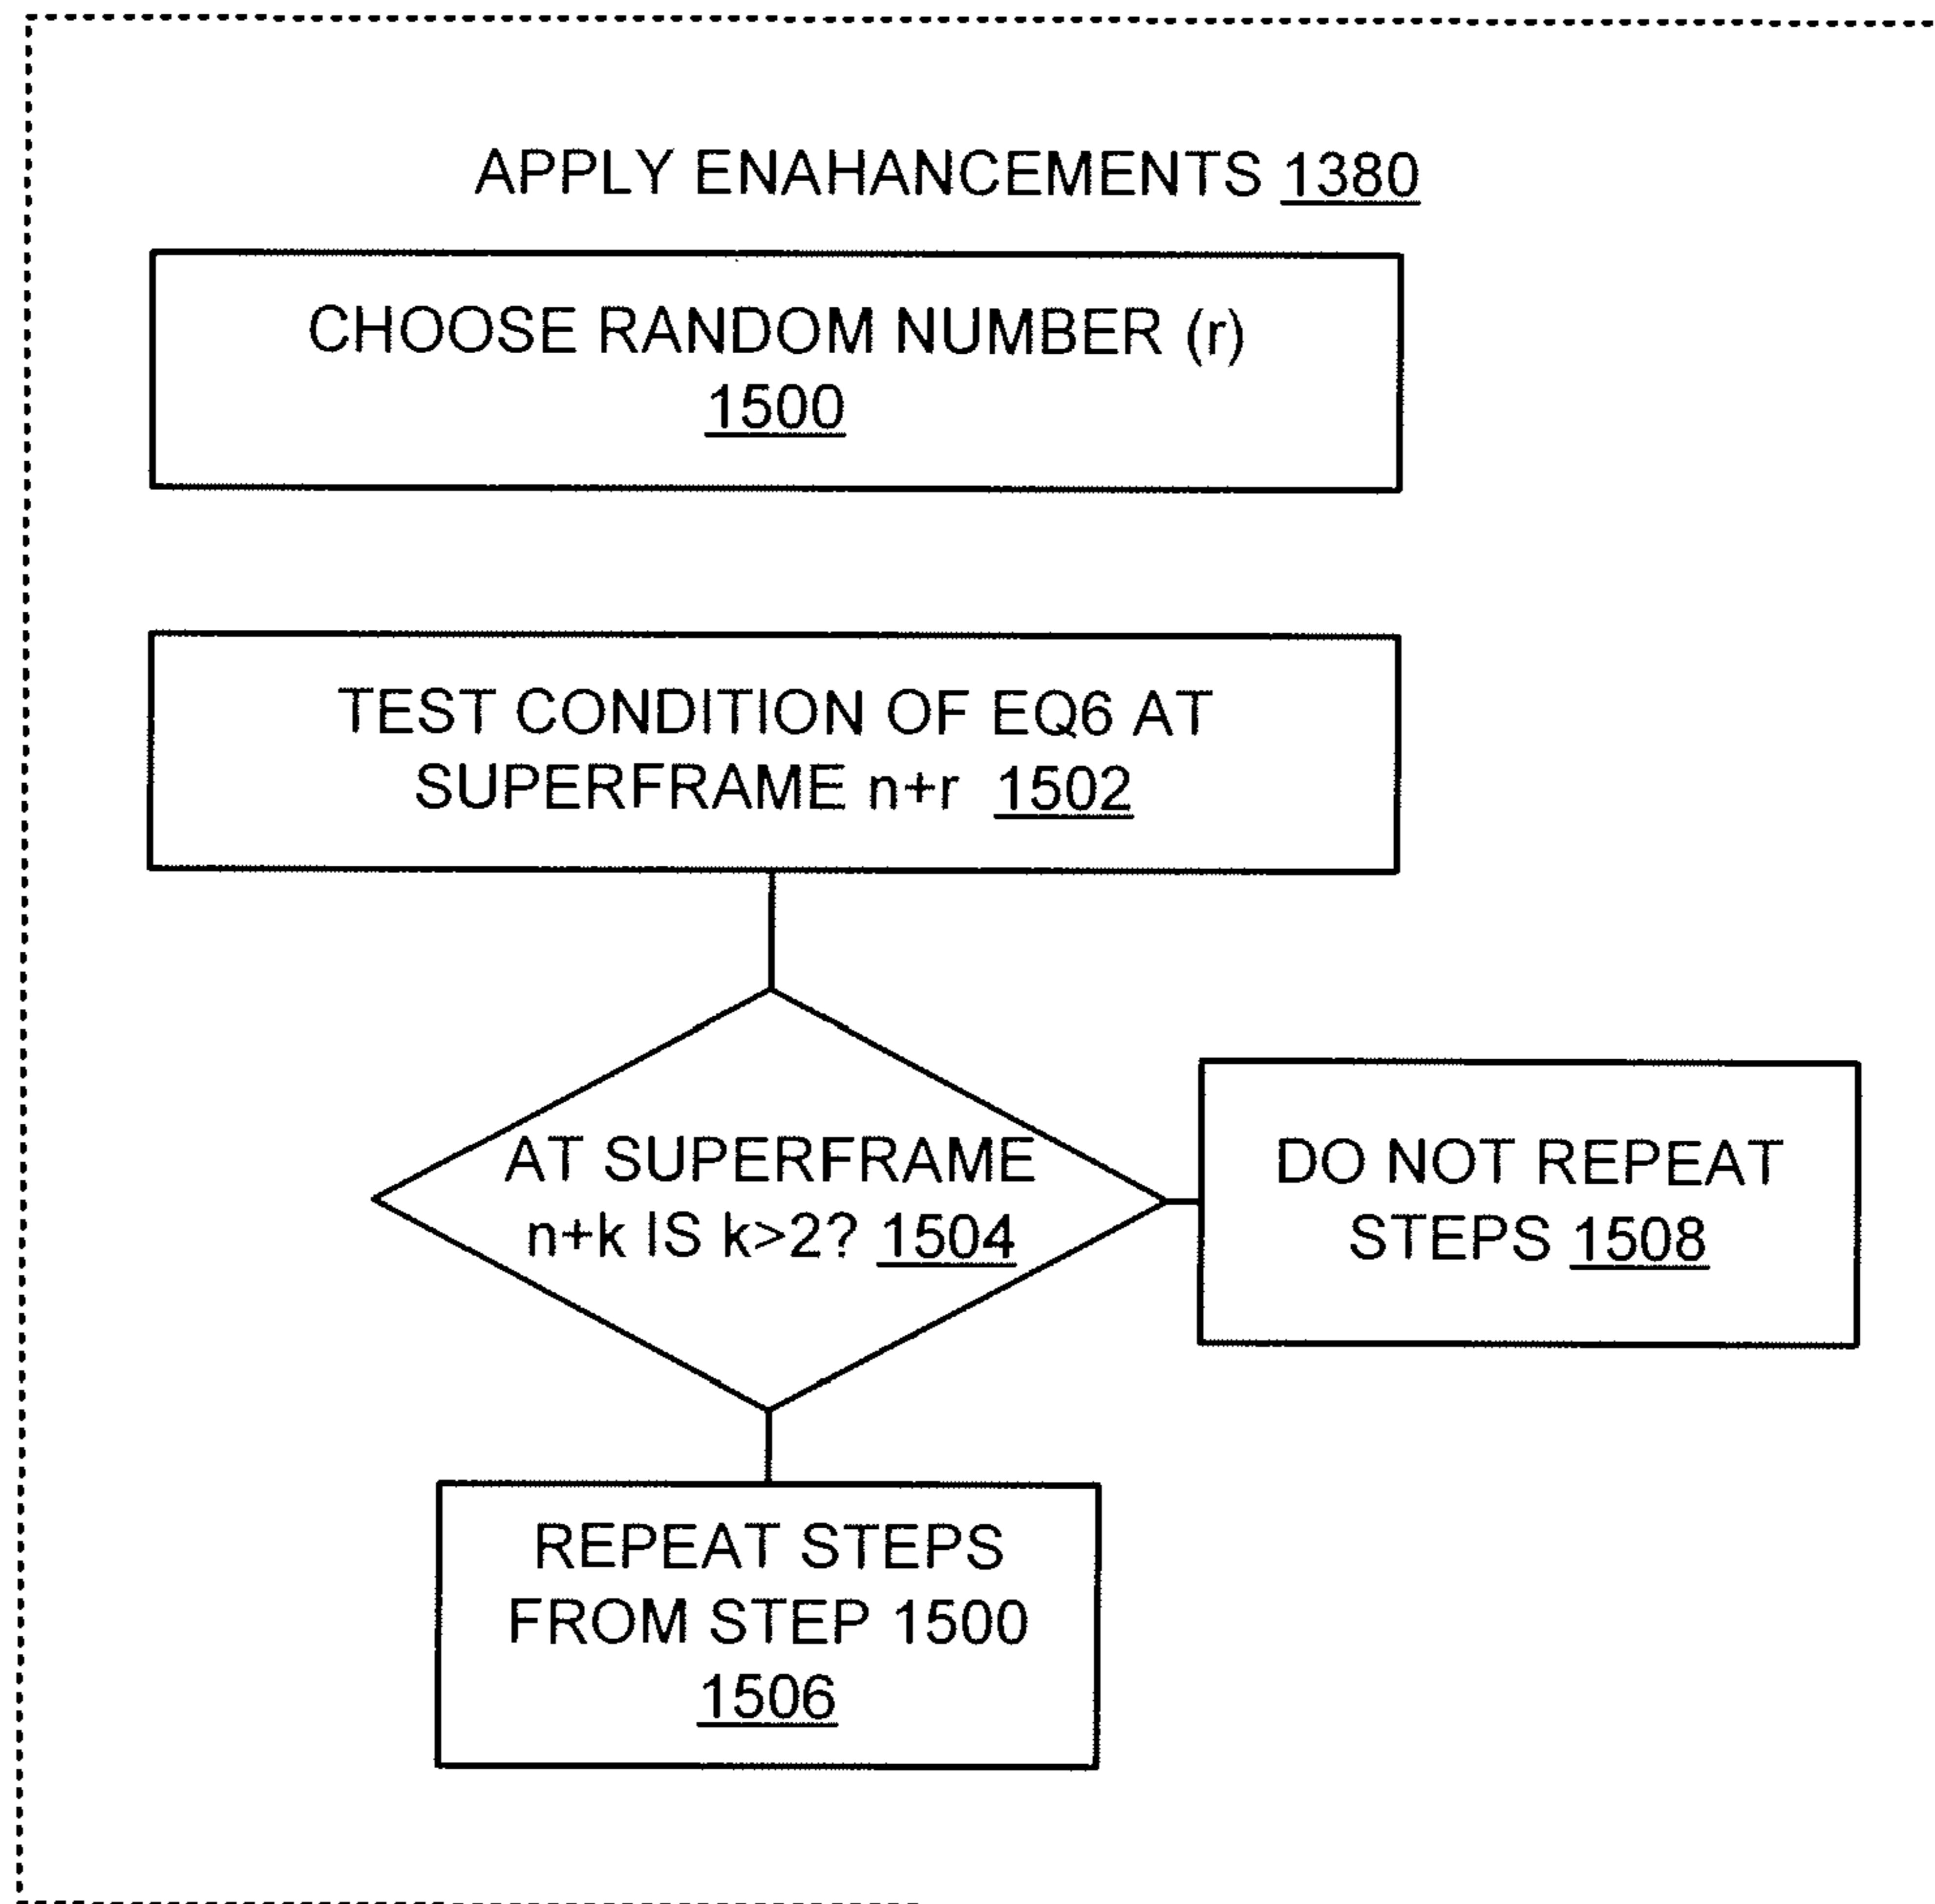 APPLY ENAHANCEMENTS 1380
CHOOSE RANDOM NUMBER (r)
1500
TEST CONDITION OF EQ6 AT
SUPERFRAME n+r 1502
AT SUPERFRAME
n+k IS k>2? 1504
DO NOT REPEAT
STEPS 1508
REPEAT STEPS
FROM STEP 1500
1506